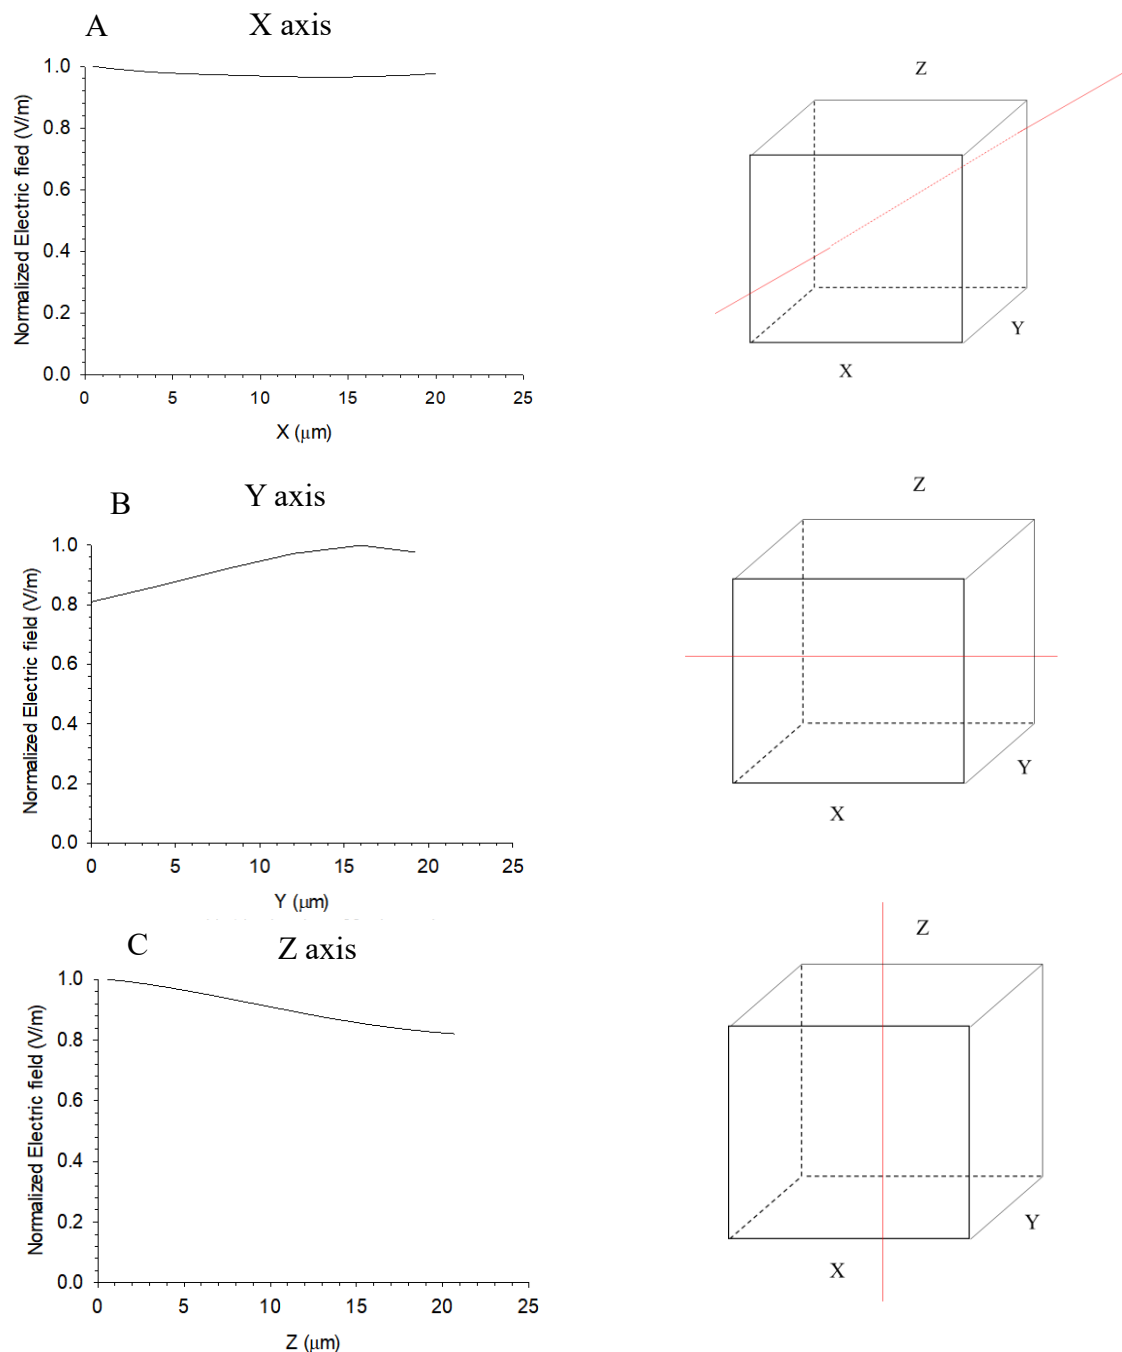 A
X axis
Normalized Electric fied (V/m)
1.0
0.8
0.6
0.4
0.2
0.0
0 5 10 15 20 25
X (μm)
Z
Y
X
B
Y axis
Normalized Electric field (V/m)
1.0
0.8
0.6
0.4
0.2
0.0
0 5 10 15 20 25
Y (μm)
Z
Y
X
C
Z axis
Normalized Electric field (V/m)
1.0
0.8
0.6
0.4
0.2
0.0
0 5 10 15 20 25
Z (μm)
Z
Y
X